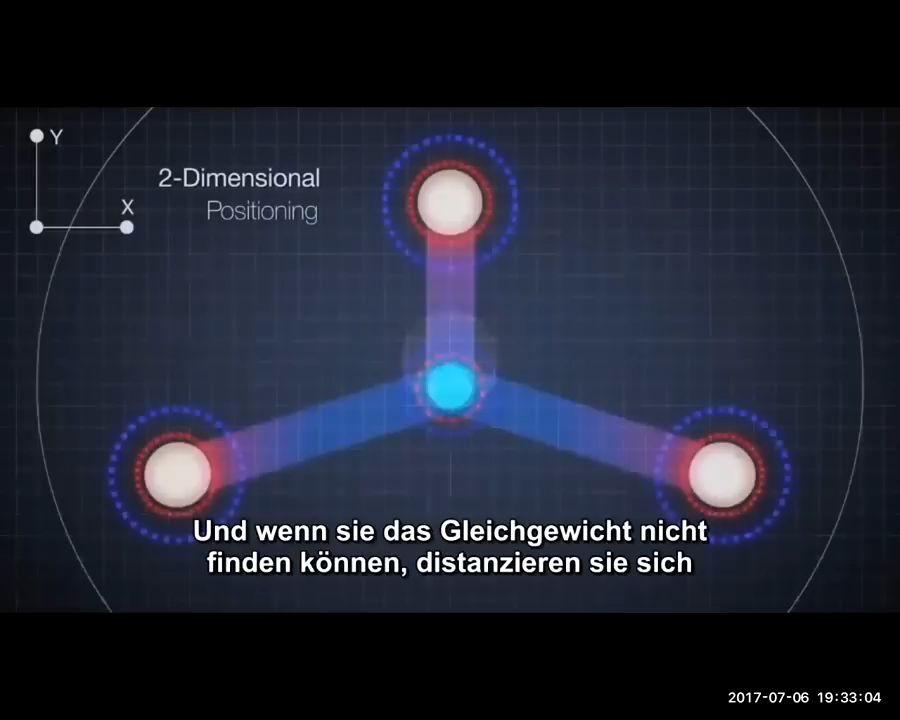 Y
2-Dimensional
X
Positioning
Und wenn sie das Gleichgewicht nicht
finden können, distanzieren sie sich
2017-07-06 19:33:04